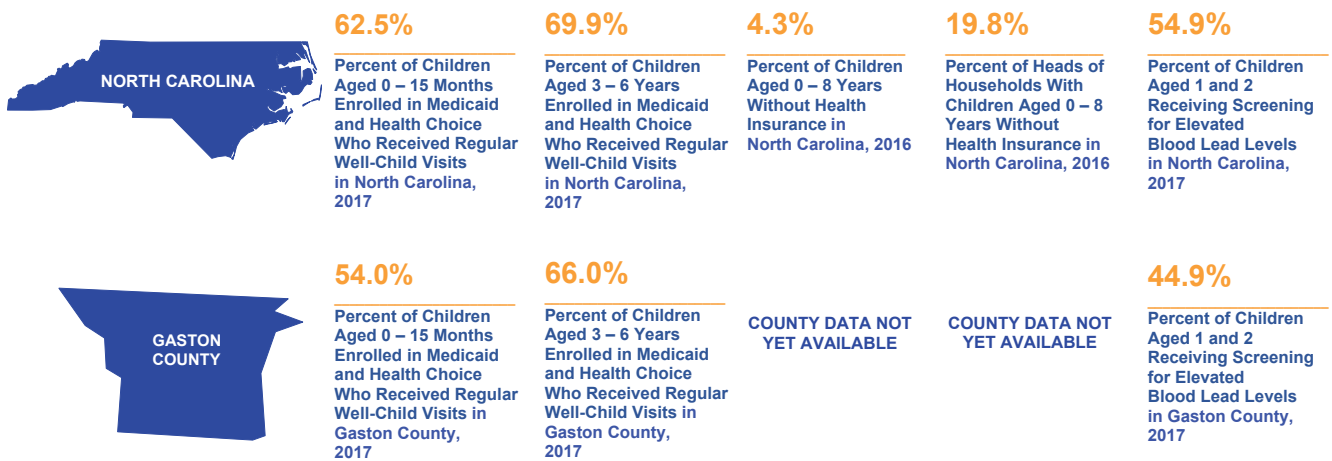 NORTH CAROLINA
62.5%
Percent of Children
Aged 0 – 15 Months
Enrolled in Medicaid
and Health Choice
Who Received Regular
Well-Child Visits
in North Carolina,
2017
69.9%
Percent of Children
Aged 3 – 6 Years
Enrolled in Medicaid
and Health Choice
Who Received Regular
Well-Child Visits
in North Carolina,
2017
4.3%
Percent of Children
Aged 0 – 8 Years
Without Health
Insurance in
North Carolina, 2016
19.8%
Percent of Heads of
Households With
Children Aged 0 – 8
Years Without
Health Insurance in
North Carolina, 2016
54.9%
Percent of Children
Aged 1 and 2
Receiving Screening
for Elevated
Blood Lead Levels
in North Carolina,
2017
GASTON
COUNTY
54.0%
Percent of Children
Aged 0 – 15 Months
Enrolled in Medicaid
and Health Choice
Who Received Regular
Well-Child Visits in
Gaston County,
2017
66.0%
Percent of Children
Aged 3 – 6 Years
Enrolled in Medicaid
and Health Choice
Who Received Regular
Well-Child Visits in
Gaston County,
2017
COUNTY DATA NOT
YET AVAILABLE
COUNTY DATA NOT
YET AVAILABLE
44.9%
Percent of Children
Aged 1 and 2
Receiving Screening
for Elevated
Blood Lead Levels
in Gaston County,
2017